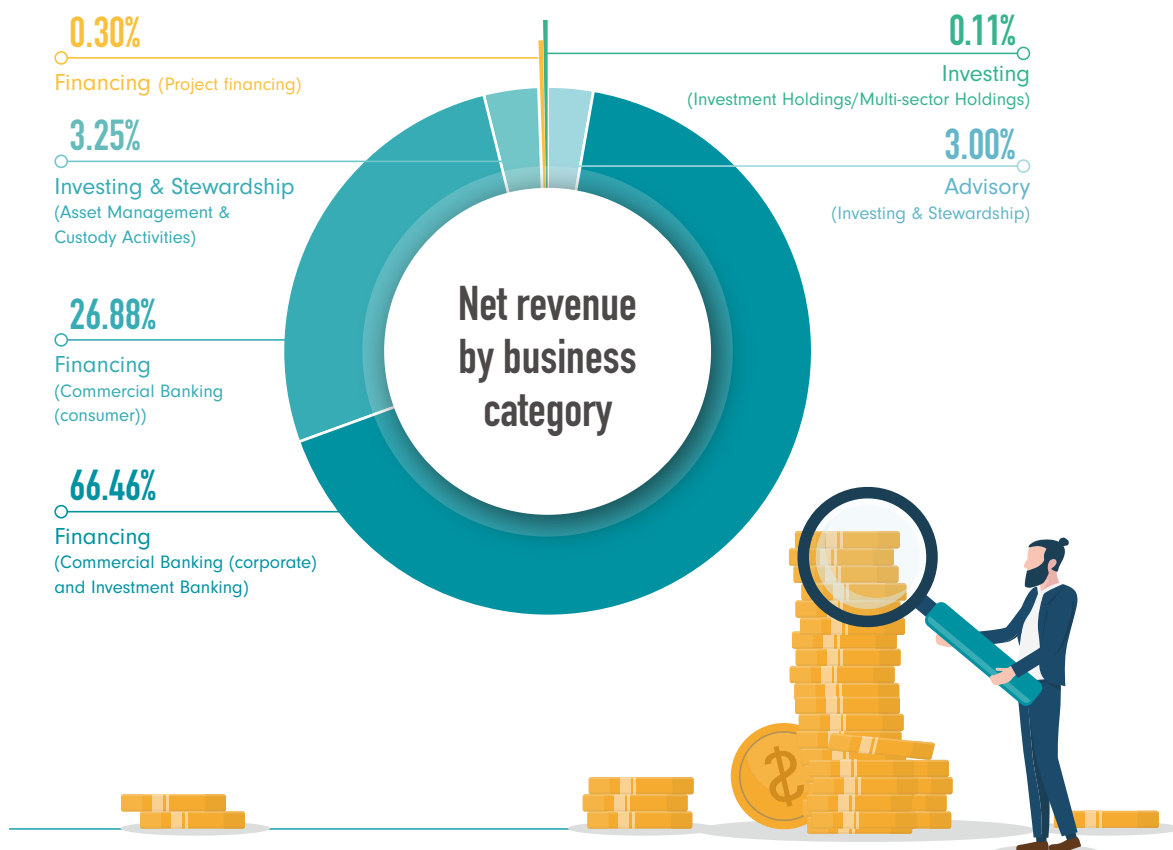 0.30%
Financing (Project financing)
3.25%
Investing & Stewardship
(Asset Management &
Custody Activities)
26.88%
Financing
(Commercial Banking
(consumer))
66.46%
Financing
(Commercial Banking (corporate)
and Investment Banking)
Net revenue
by business
category
0.11%
Investing
(Investment Holdings/Multi-sector Holdings)
3.00%
Advisory
(Investing & Stewardship)
$